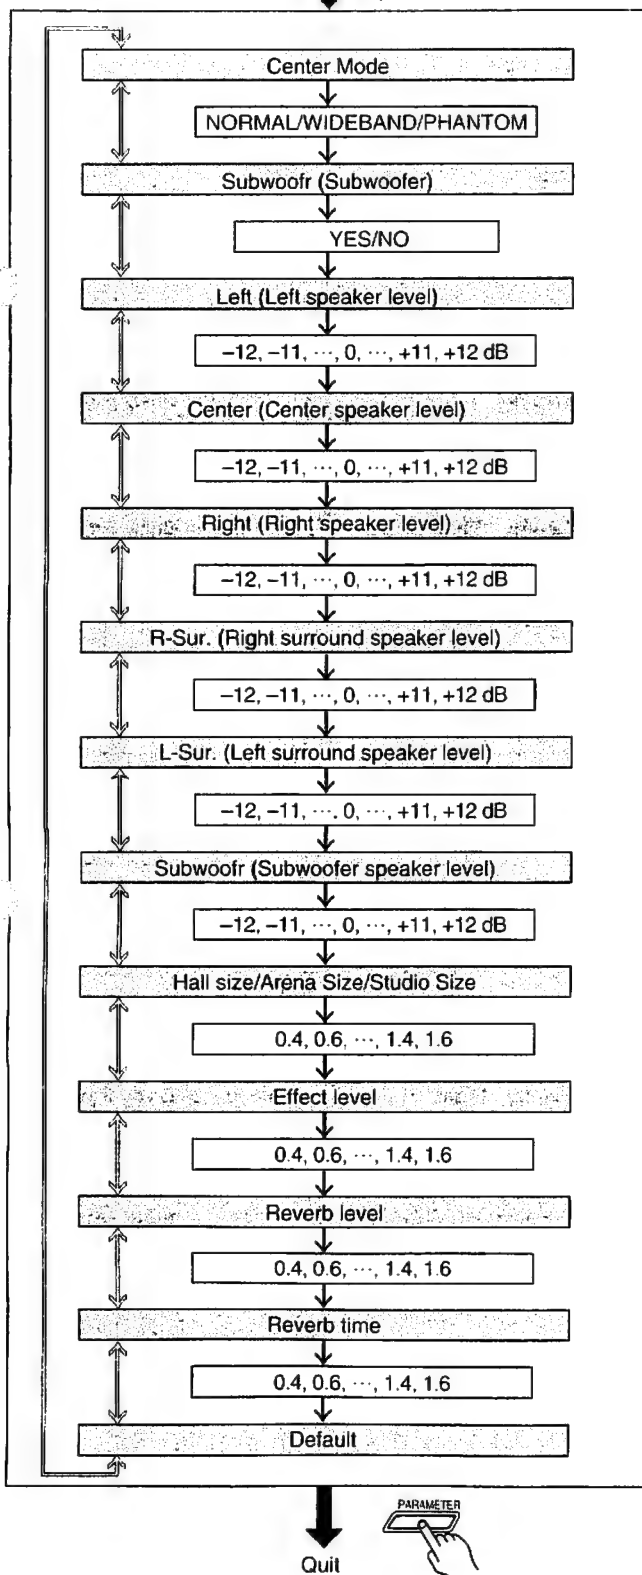 Center Mode
NORMAL/WIDEBAND/PHANTOM
Subwoofr (Subwoofer)
YES/NO
Left (Left speaker level)
–12, –11, ···, 0, ···, +11, +12 dB
Center (Center speaker level)
–12, –11, ···, 0, ···, +11, +12 dB
Right (Right speaker level)
–12, –11, ···, 0, ···, +11, +12 dB
R-Sur. (Right surround speaker level)
–12, –11, ···, 0, ···, +11, +12 dB
L-Sur. (Left surround speaker level)
–12, –11, ···, 0, ···, +11, +12 dB
Subwoofr (Subwoofer speaker level)
–12, –11, ···, 0, ···, +11, +12 dB
Hall size/Arena Size/Studio Size
0.4, 0.6, ···, 1.4, 1.6
Effect level
0.4, 0.6, ···, 1.4, 1.6
Reverb level
0.4, 0.6, ···, 1.4, 1.6
Reverb time
0.4, 0.6, ···, 1.4, 1.6
Default
PARAMETER
Quit